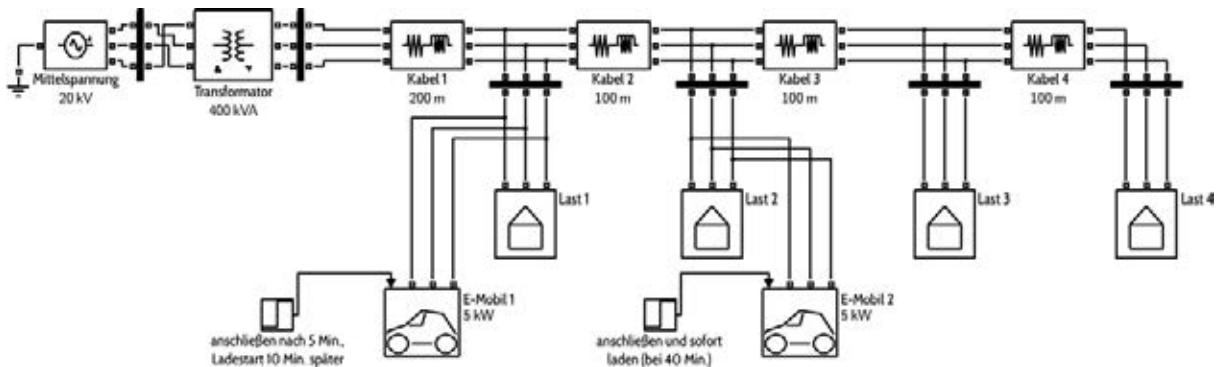 Mittelspannung
20 kV
Transformator
400 kVA
Kabel 1
200 m
Kabel 2
100 m
Kabel 3
100 m
Kabel 4
100 m
Last 1
Last 2
Last 3
Last 4
E-Mobil 1
5 kW
anschließen nach 5 Min.,
Ladestart 10 Min. später
E-Mobil 2
5 kW
anschließen und sofort
laden (bei 40 Min.)